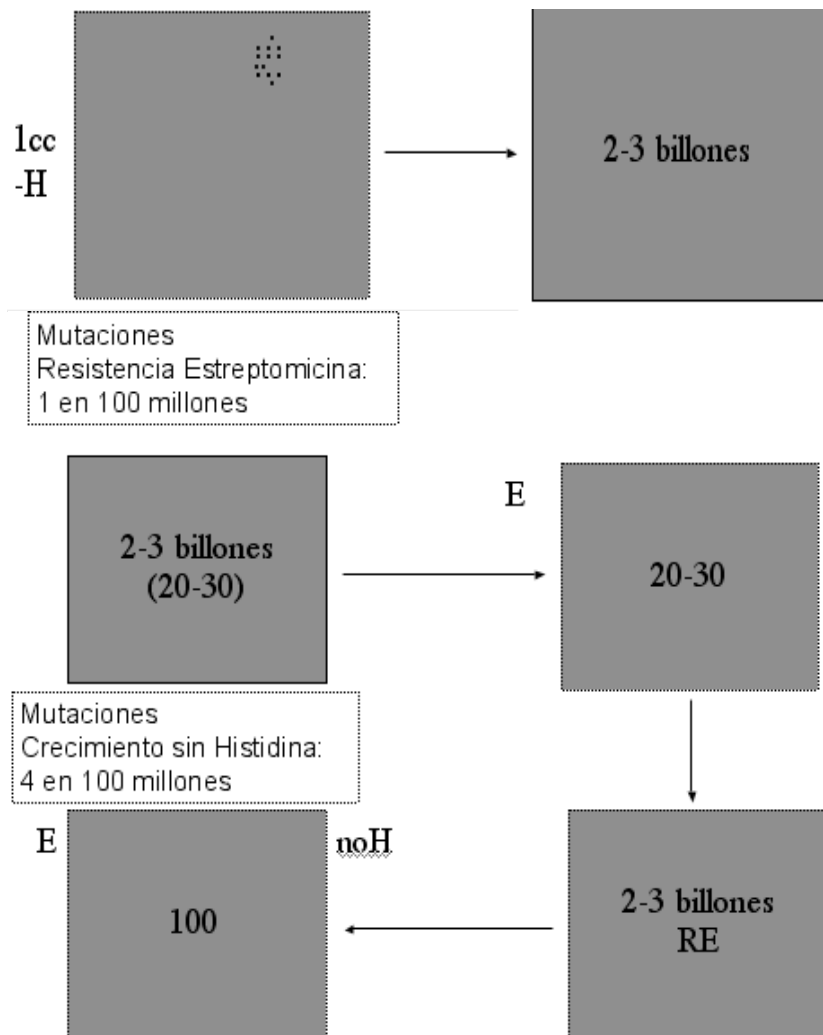 1cc
-H
2-3 billones
Mutaciones
Resistencia Estreptomicina:
1 en 100 millones
2-3 billones
(20-30)
E
20-30
Mutaciones
Crecimiento sin Histidina:
4 en 100 millones
E
100
noH
2-3 billones
RE